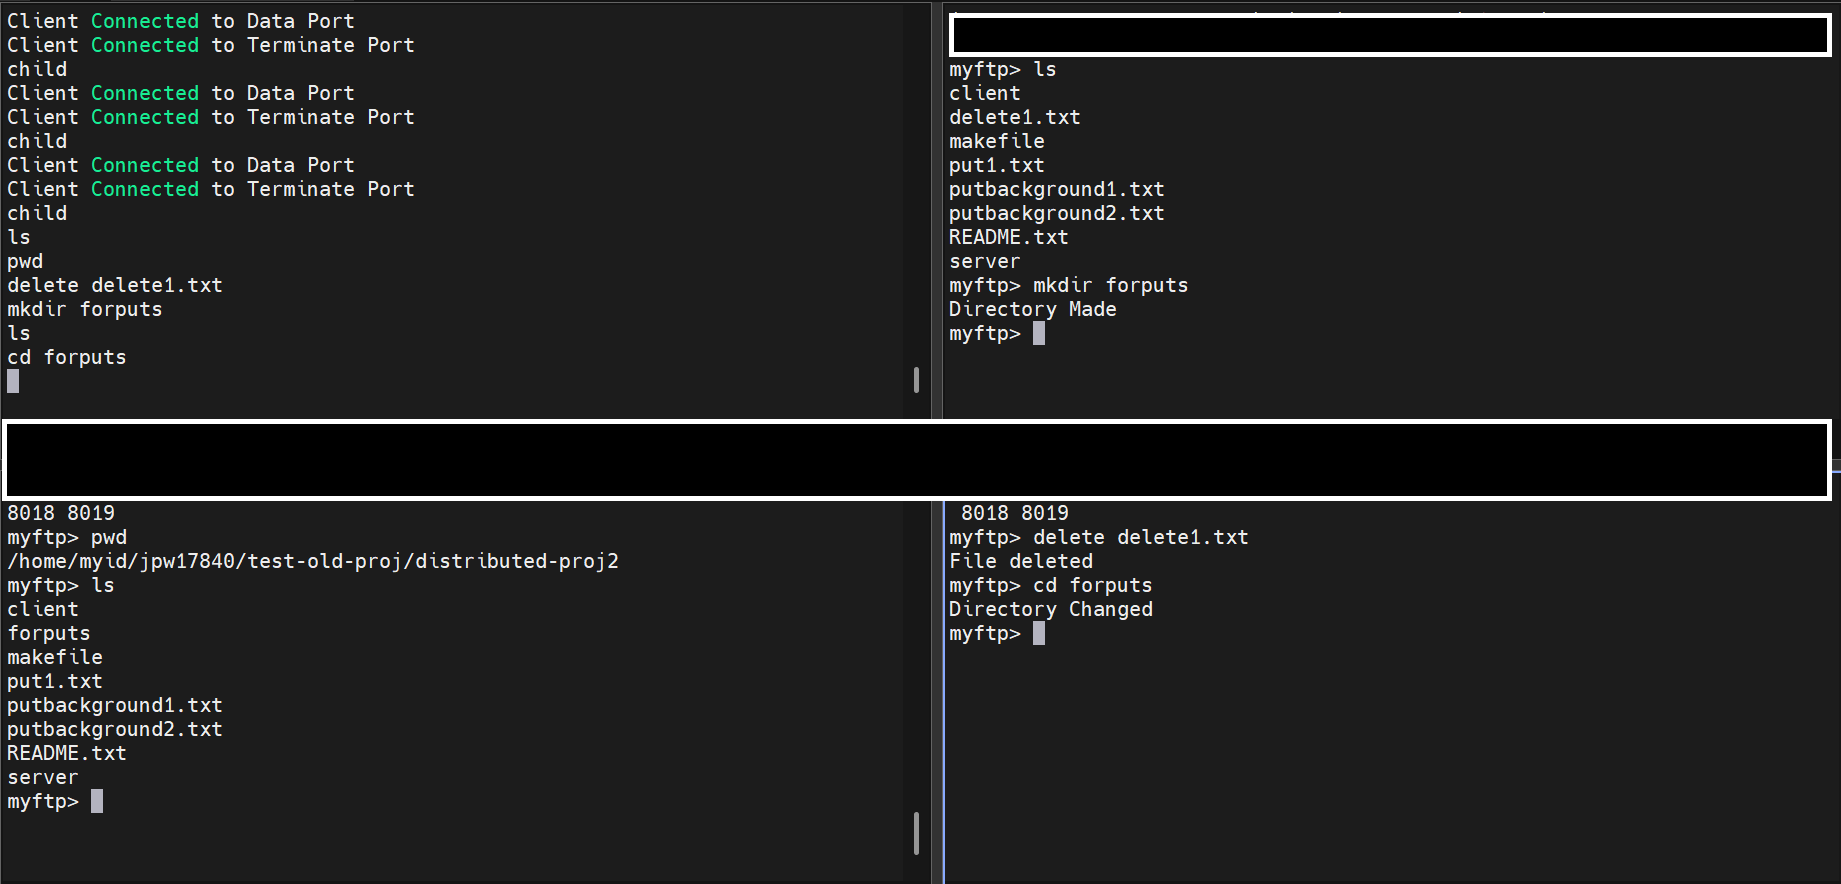 Client Connected to Data Port
Client Connected to Terminate Port
child
Client Connected to Data Port
Client Connected to Terminate Port
child
Client Connected to Data Port
Client Connected to Terminate Port
child
ls
pwd
delete delete1.txt
mkdir forputs
ls
cd forputs
myftp> ls
client
delete1.txt
makefile
put1.txt
putbackground1.txt
putbackground2.txt
README.txt
server
myftp> mkdir forputs
Directory Made
myftp>
8018 8019
myftp> pwd
/home/myid/jpw17840/test-old-proj/distributed-proj2
myftp> ls
client
forputs
makefile
put1.txt
putbackground1.txt
putbackground2.txt
README.txt
server
myftp>
8018 8019
myftp> delete delete1.txt
File deleted
myftp> cd forputs
Directory Changed
myftp>